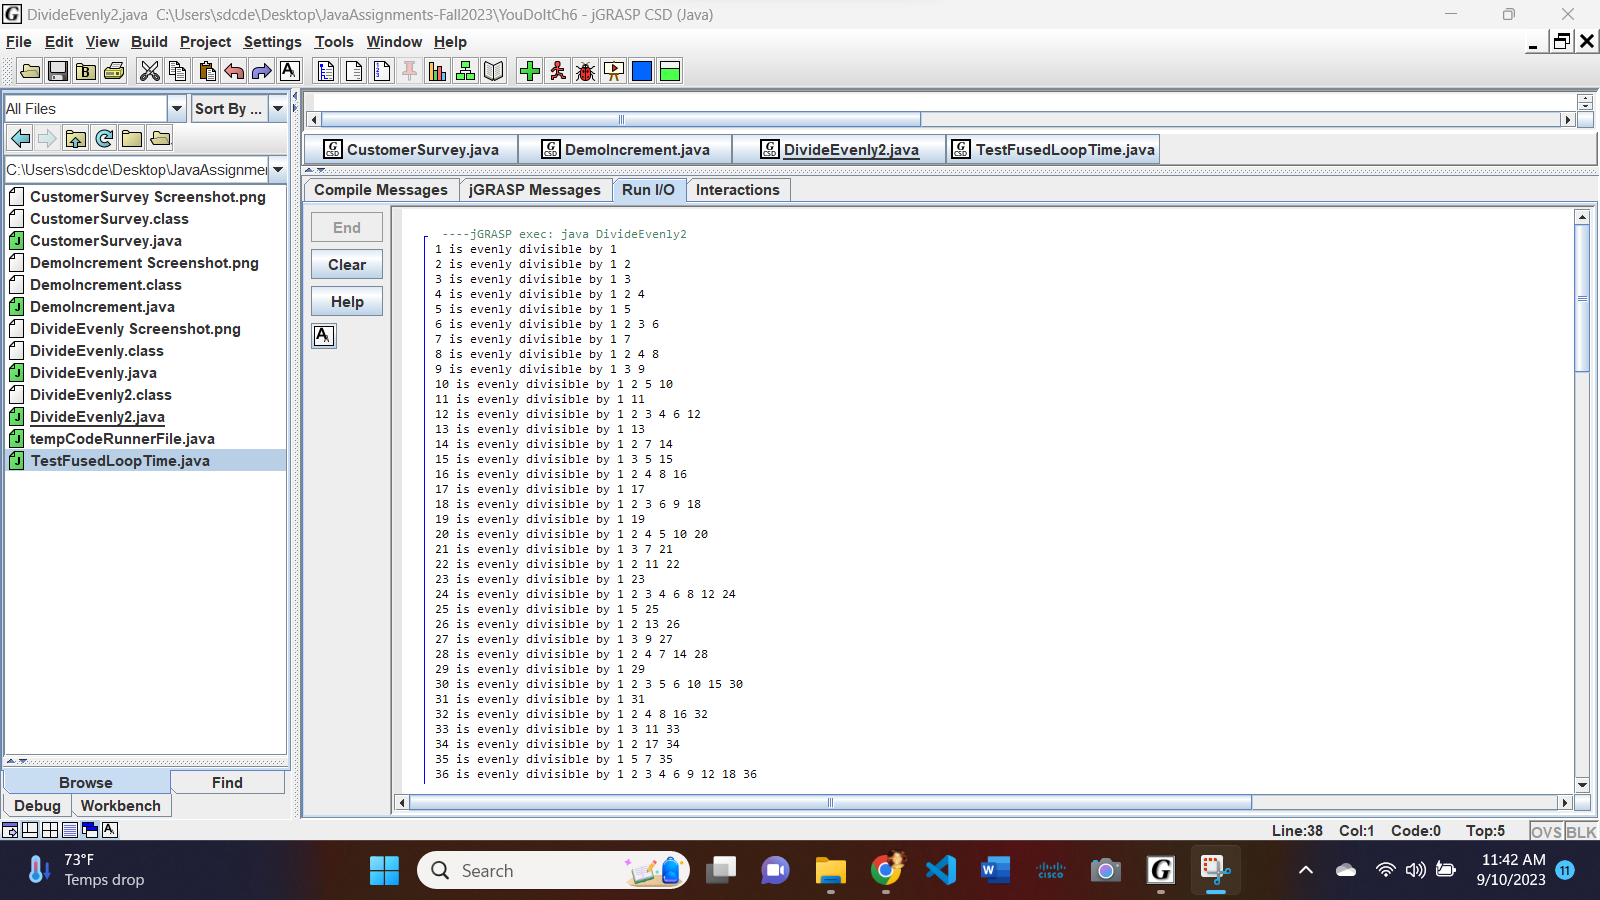 DivideEvenly2.java  C:\Users\sdcde\Desktop\JavaAssignments-Fall2023\YouDoItCh6 - jGRASP CSD (Java)
File Edit View Build Project Settings Tools Window Help
All Files
Sort By ...
C:\Users\sdcde\Desktop\JavaAssignmer
CustomerSurvey Screenshot.png
CustomerSurvey.class
CustomerSurvey.java
DemoIncrement Screenshot.png
DemoIncrement.class
DemoIncrement.java
DivideEvenly Screenshot.png
DivideEvenly.class
DivideEvenly.java
DivideEvenly2.class
DivideEvenly2.java
tempCodeRunnerFile.java
TestFusedLoopTime.java
Browse Find
Debug Workbench
CustomerSurvey.java DemoIncrement.java DivideEvenly2.java TestFusedLoopTime.java
Compile Messages jGRASP Messages Run I/O Interactions
End
Clear
Help
----jGRASP exec: java DivideEvenly2
1 is evenly divisible by 1
2 is evenly divisible by 1 2
3 is evenly divisible by 1 3
4 is evenly divisible by 1 2 4
5 is evenly divisible by 1 5
6 is evenly divisible by 1 2 3 6
7 is evenly divisible by 1 7
8 is evenly divisible by 1 2 4 8
9 is evenly divisible by 1 3 9
10 is evenly divisible by 1 2 5 10
11 is evenly divisible by 1 11
12 is evenly divisible by 1 2 3 4 6 12
13 is evenly divisible by 1 13
14 is evenly divisible by 1 2 7 14
15 is evenly divisible by 1 3 5 15
16 is evenly divisible by 1 2 4 8 16
17 is evenly divisible by 1 17
18 is evenly divisible by 1 2 3 6 9 18
19 is evenly divisible by 1 19
20 is evenly divisible by 1 2 4 5 10 20
21 is evenly divisible by 1 3 7 21
22 is evenly divisible by 1 2 11 22
23 is evenly divisible by 1 23
24 is evenly divisible by 1 2 3 4 6 8 12 24
25 is evenly divisible by 1 5 25
26 is evenly divisible by 1 2 13 26
27 is evenly divisible by 1 3 9 27
28 is evenly divisible by 1 2 4 7 14 28
29 is evenly divisible by 1 29
30 is evenly divisible by 1 2 3 5 6 10 15 30
31 is evenly divisible by 1 31
32 is evenly divisible by 1 2 4 8 16 32
33 is evenly divisible by 1 3 11 33
34 is evenly divisible by 1 2 17 34
35 is evenly divisible by 1 5 7 35
36 is evenly divisible by 1 2 3 4 6 9 12 18 36
Line:38 Col:1 Code:0 Top:5 OVS BLK
73°F
Temps drop
Search
cisco
11:42 AM
9/10/2023
11